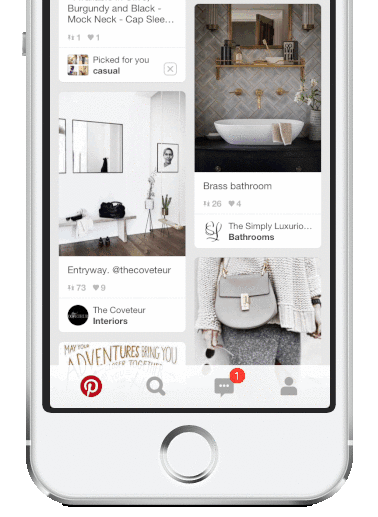 Burgundy and Black -
Mock Neck - Cap Slee...
1 1
Picked for you
casual
Entryway. @thecoveteur
73 9
The Coveteur
Interiors
MAY YOUR
ADVENTURES BRING YOU
Brass bathroom
26 4
SL
The Simply Luxurio...
Bathrooms
1